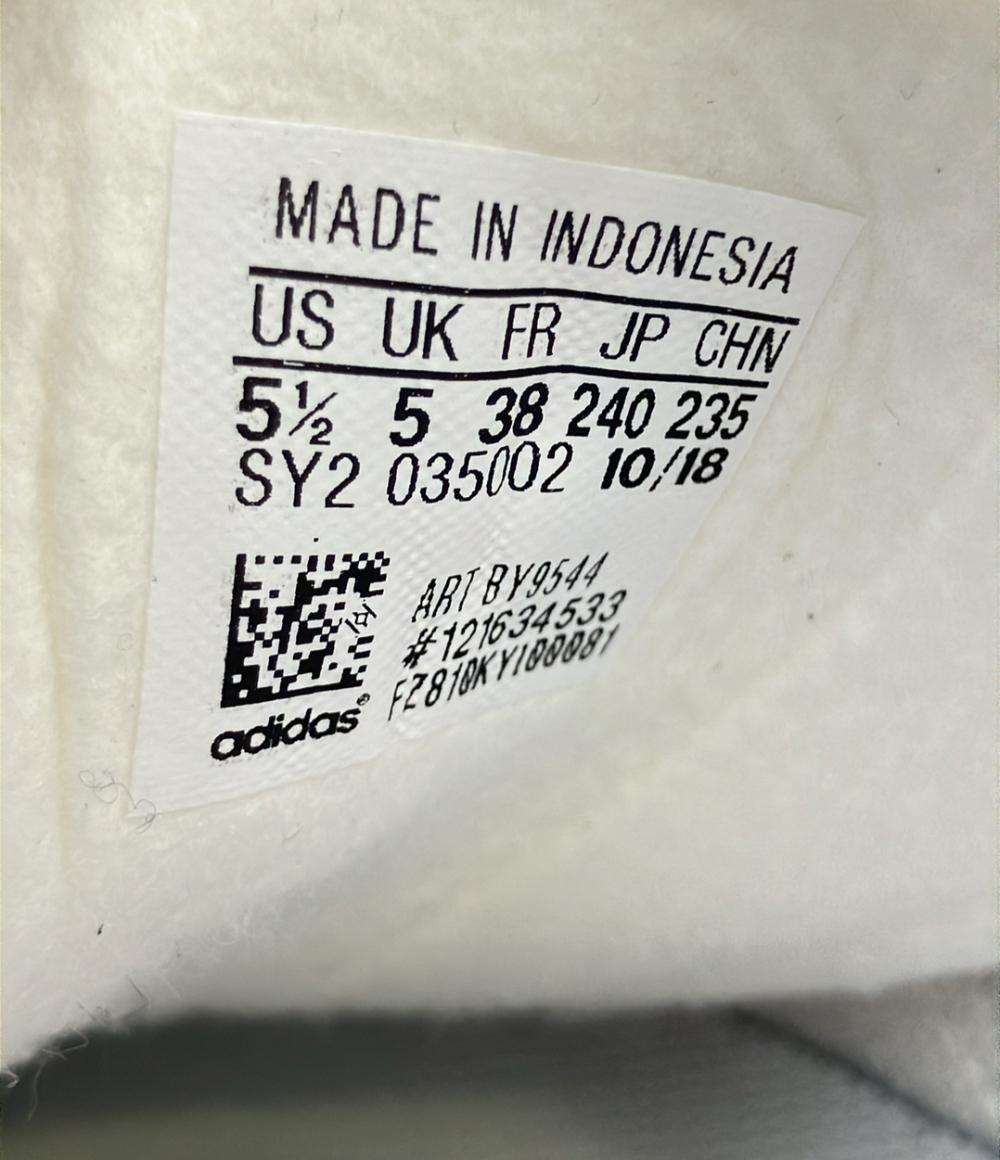 MADE IN INDONESIA
US UK FR JP CHN
5½ 5 38 240 235
SY2 035002 10/18
ART BY9544
#121634533
FZ810KY100081
adidas®